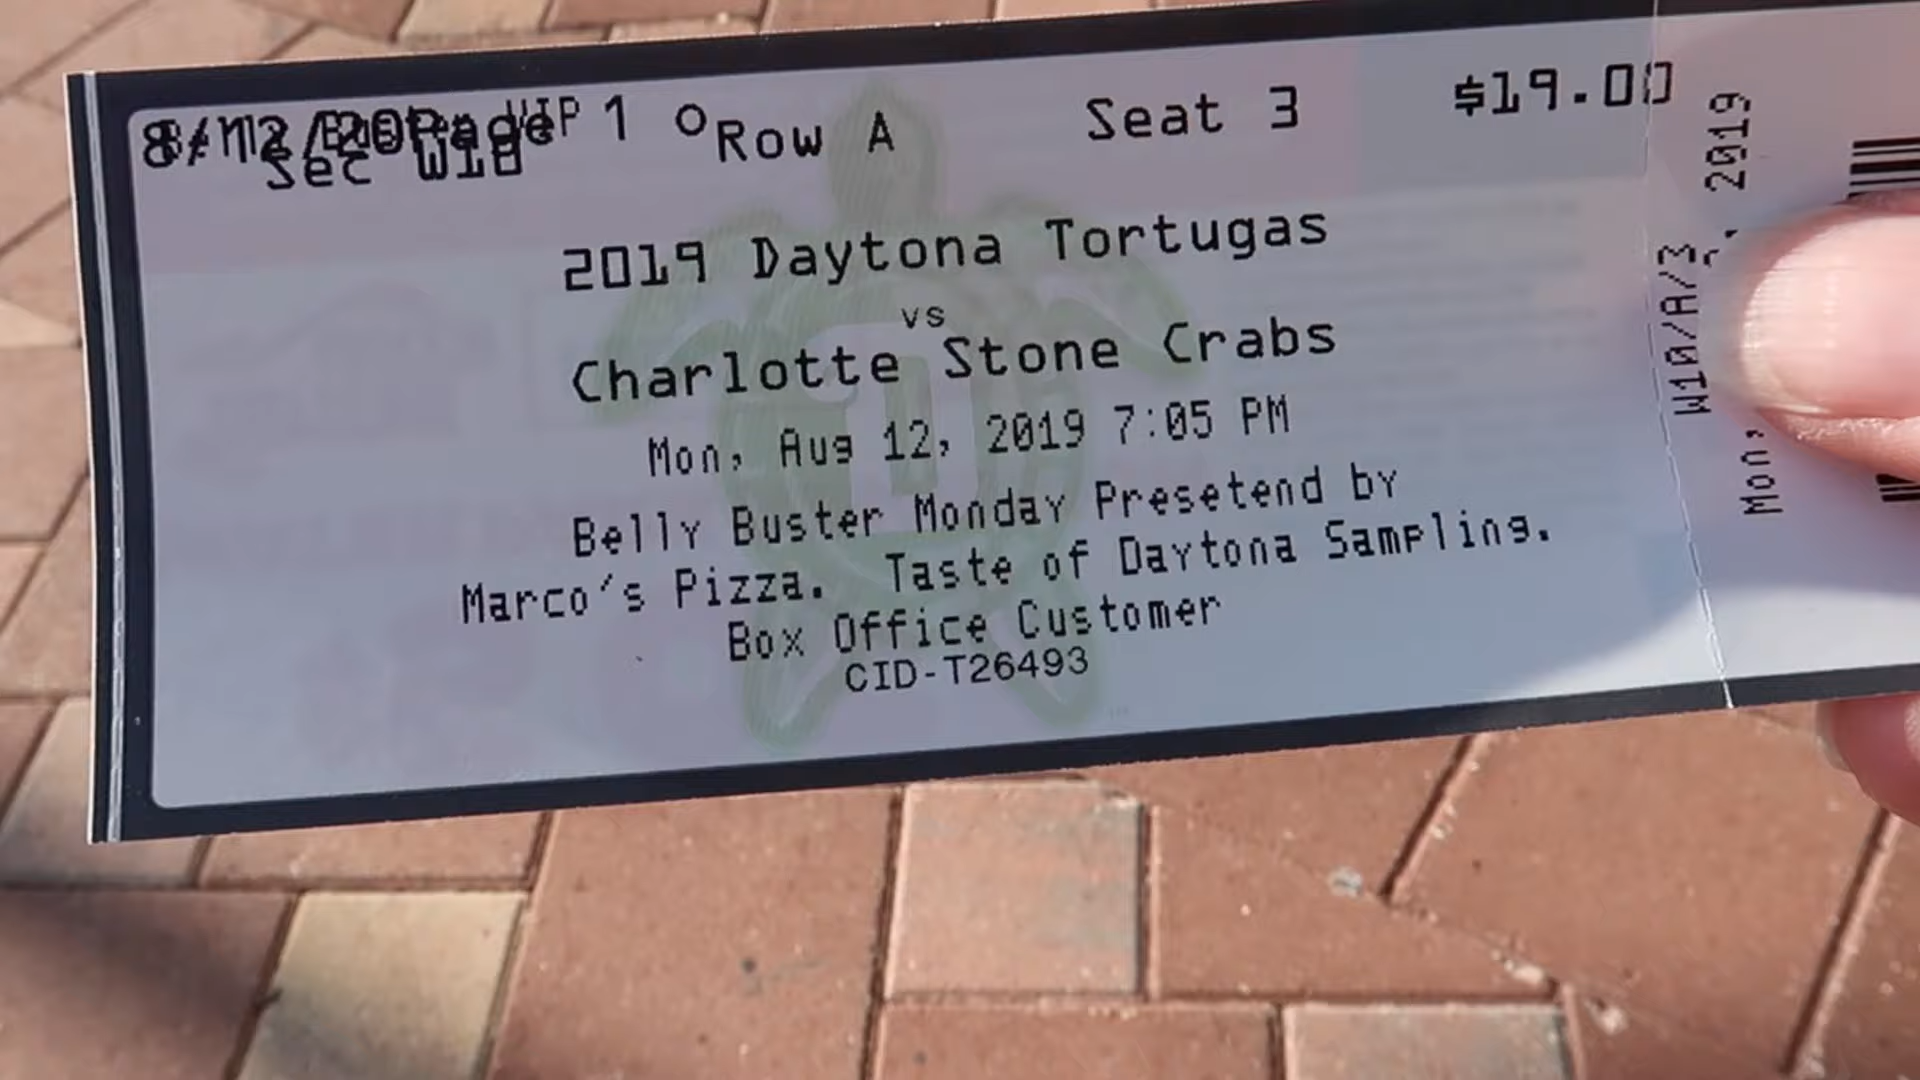 Sec W10 Row A Seat 3 $19.00
2019 Daytona Tortugas
vs
Charlotte Stone Crabs
Mon, Aug 12, 2019 7:05 PM
Belly Buster Monday Presetend by
Marco's Pizza. Taste of Daytona Sampling.
Box Office Customer
CID-T26493
W10/A/3
Mon, 2019